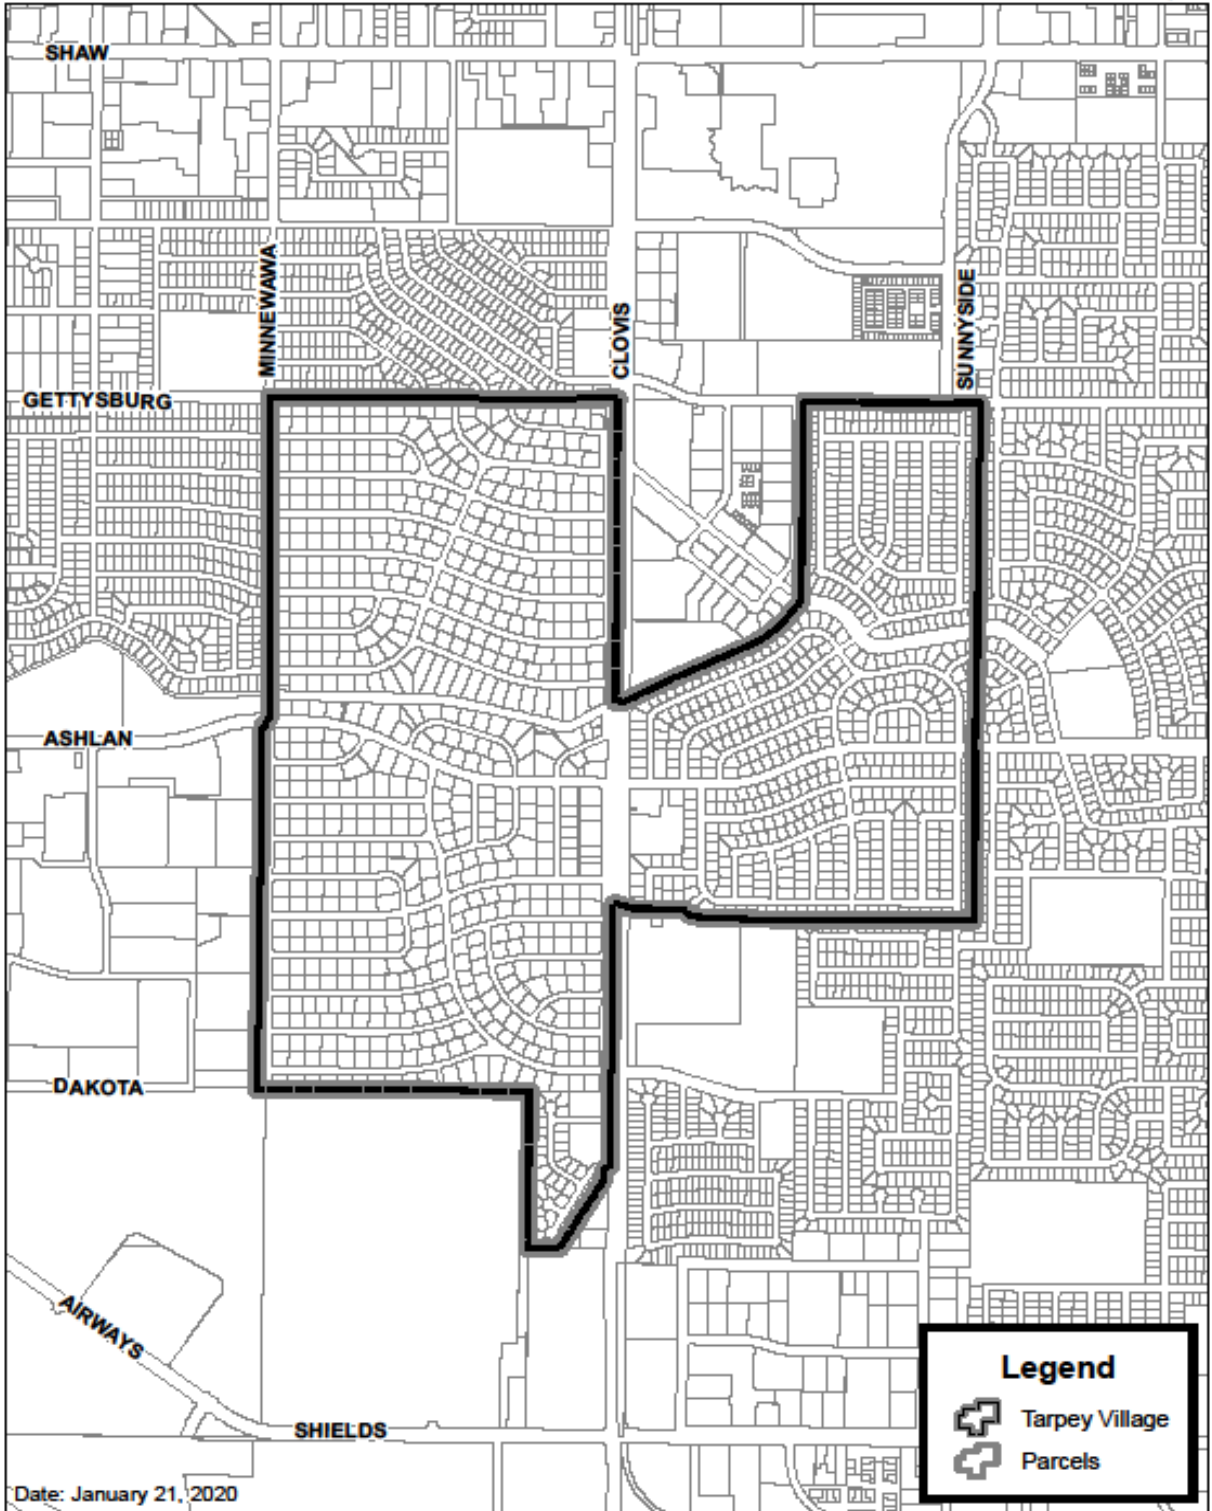 SHAW
MINNEWAWA
CLOVIS
SUNNYSIDE
GETTYSBURG
ASHLAN
DAKOTA
AIRWAYS
SHIELDS
Legend
Tarpey Village
Parcels
Date: January 21, 2020